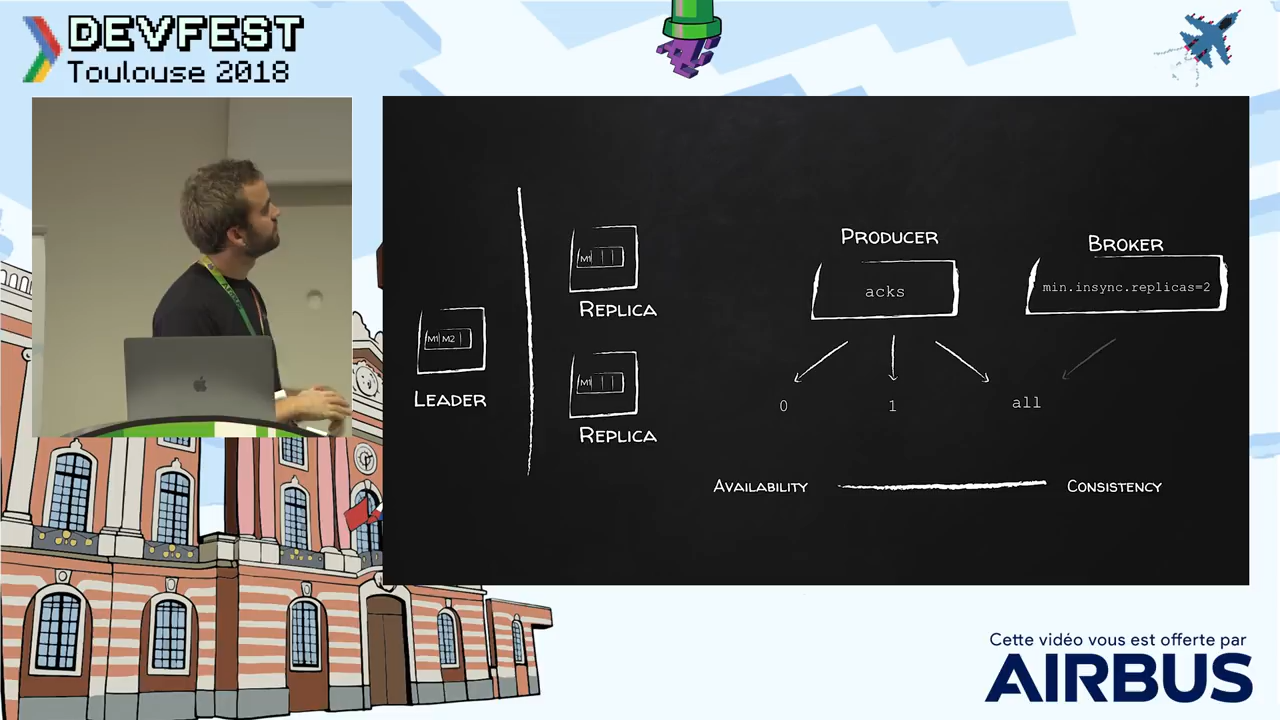 DEVFEST
Toulouse 2018
PRODUCER
acks
BROKER
min.insync.replicas=2
M1
REPLICA
M1 M2
LEADER
M1
REPLICA
0
1
all
AVAILABILITY
CONSISTENCY
Cette vidéo vous est offerte par
AIRBUS